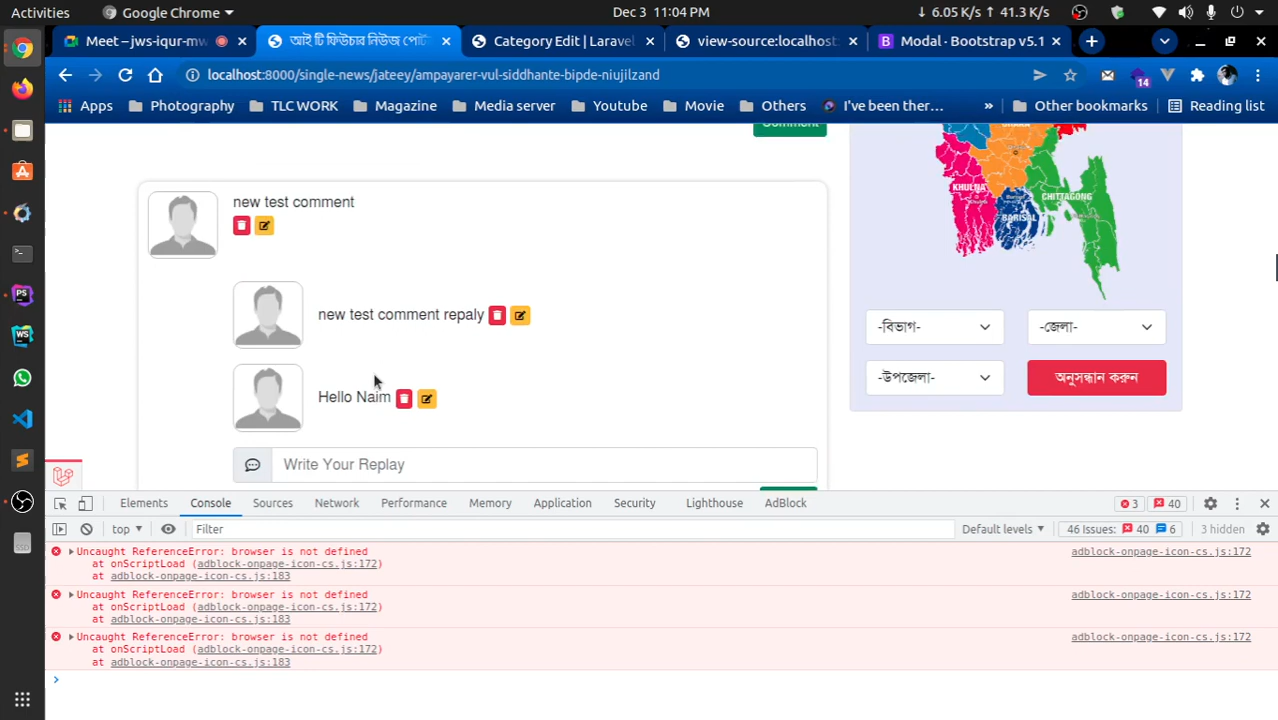 Activities
Google Chrome
Dec 3 11:04 PM
↓ 6.05 K/s ↑ 41.3 K/s
Meet – jws-iqur-mw
আই টি ফিউচার নিউজ পোর্ট
Category Edit | Laravel
view-source:localhost:
Modal · Bootstrap v5.1
localhost:8000/single-news/jateey/ampayarer-vul-siddhante-bipde-niujilzand
14
Apps
Photography
TLC WORK
Magazine
Media server
Youtube
Movie
Others
I've been ther...
»
Other bookmarks
Reading list
Comment
new test comment
new test comment repaly
Hello Naim
Write Your Replay
KHULNA
BARISAL
CHITTAGONG
-বিভাগ-
-জেলা-
-উপজেলা-
অনুসন্ধান করুন
Elements
Console
Sources
Network
Performance
Memory
Application
Security
Lighthouse
AdBlock
3
40
top
Filter
Default levels
46 Issues:
40
6
3 hidden
Uncaught ReferenceError: browser is not defined
adblock-onpage-icon-cs.js:172
at onScriptLoad (adblock-onpage-icon-cs.js:172)
at adblock-onpage-icon-cs.js:183
Uncaught ReferenceError: browser is not defined
adblock-onpage-icon-cs.js:172
at onScriptLoad (adblock-onpage-icon-cs.js:172)
at adblock-onpage-icon-cs.js:183
Uncaught ReferenceError: browser is not defined
adblock-onpage-icon-cs.js:172
at onScriptLoad (adblock-onpage-icon-cs.js:172)
at adblock-onpage-icon-cs.js:183
PS
WS
SSD